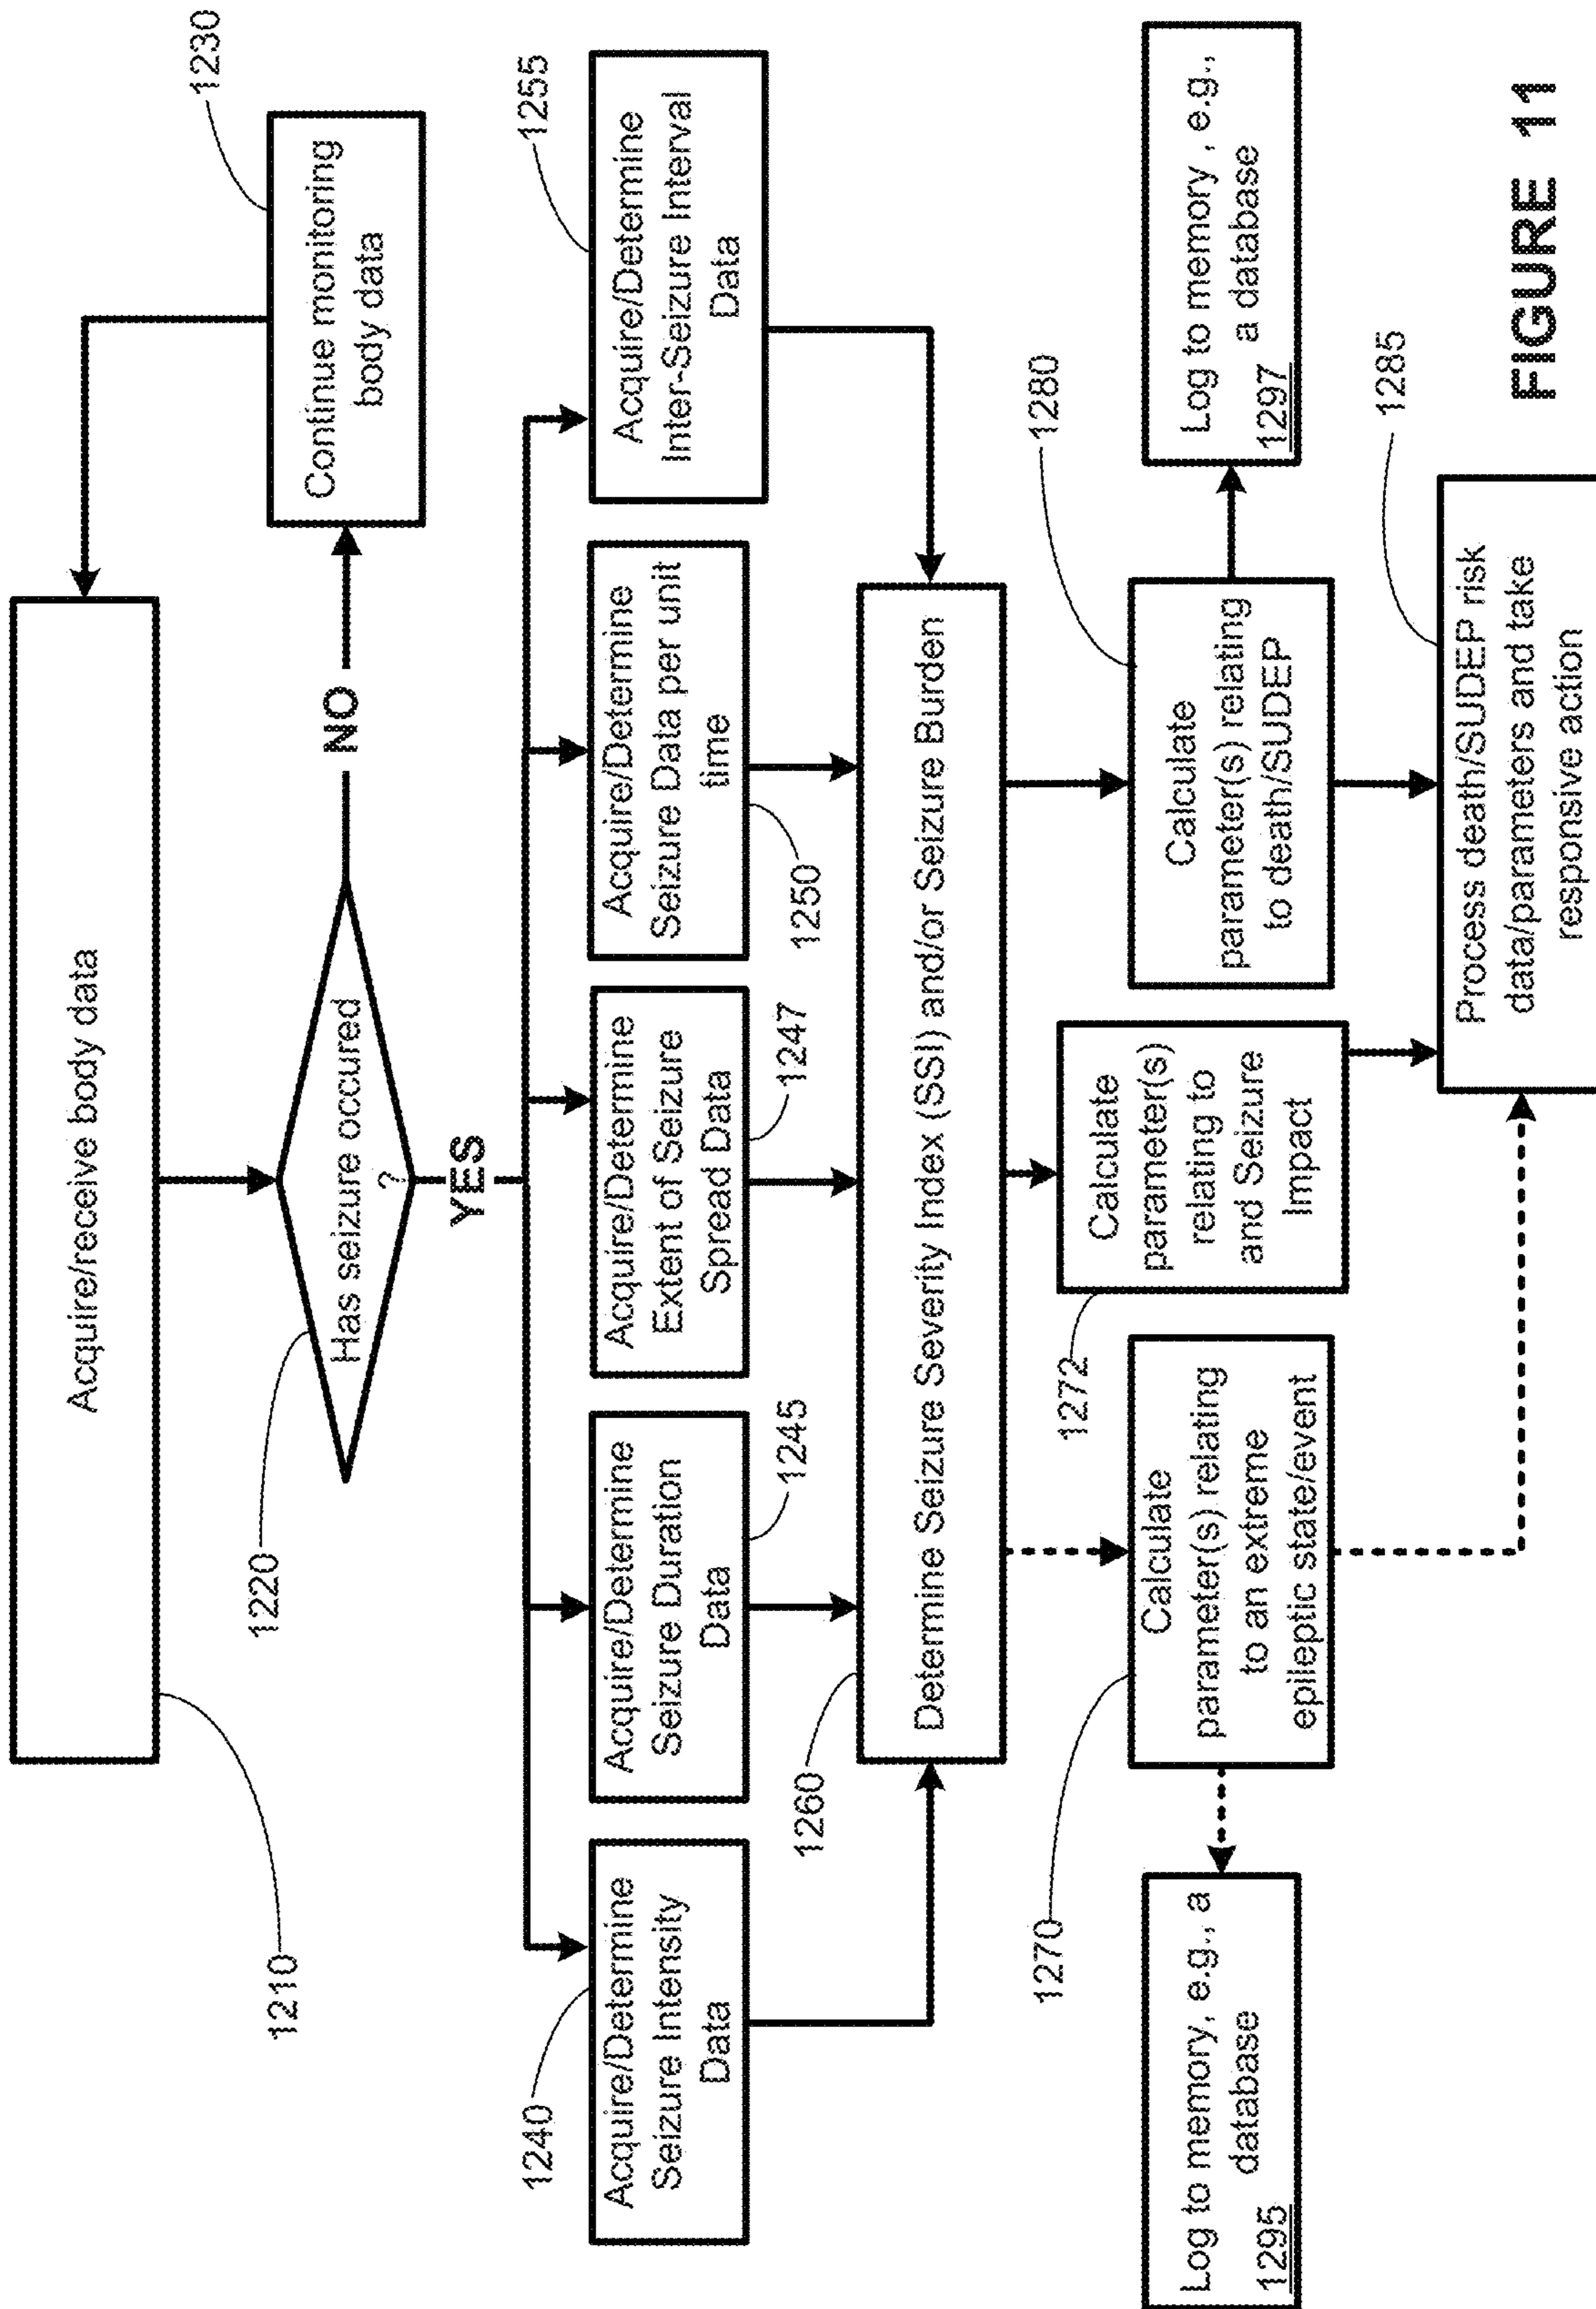 Acquire/receive body data
1210
1220
Has seizure occured
?
NO
1230
Continue monitoring
body data
YES
1240
Acquire/Determine
Seizure Intensity
Data
Acquire/Determine
Seizure Duration
Data
1245
Acquire/Determine
Extent of Seizure
Spread Data
1247
Acquire/Determine
Seizure Data per unit
time
1250
1255
Acquire/Determine
Inter-Seizure Interval
Data
1260
Determine Seizure Severity Index (SSI) and/or Seizure Burden
Log to memory, e.g., a
database
1295
1270
Calculate
parameter(s) relating
to an extreme
epileptic state/event
1272
Calculate
parameter(s)
relating to
and Seizure
Impact
Calculate
parameter(s) relating
to death/SUDEP
1280
Log to memory , e.g.,
a database
1297
Process death/SUDEP risk
data/parameters and take
responsive action
1285
FIGURE 11